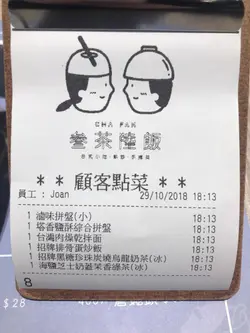 CHA FAN
叁茶陸飯
＊＊ 顧客點菜 ＊＊
員工 : Joan 29/10/2018 18:13
1 滷味拼盤(小) 18:13
1 塔香鹽酥綜合拼盤 18:13
1 台灣肉燥乾拌面 18:13
1 招牌排骨蛋炒飯 18:13
1 招牌黑糖珍珠炭燒烏龍奶茶(冰) 18:13
1 海鹽芝士奶蓋茉香綠茶(冰) 18:13
8
$28